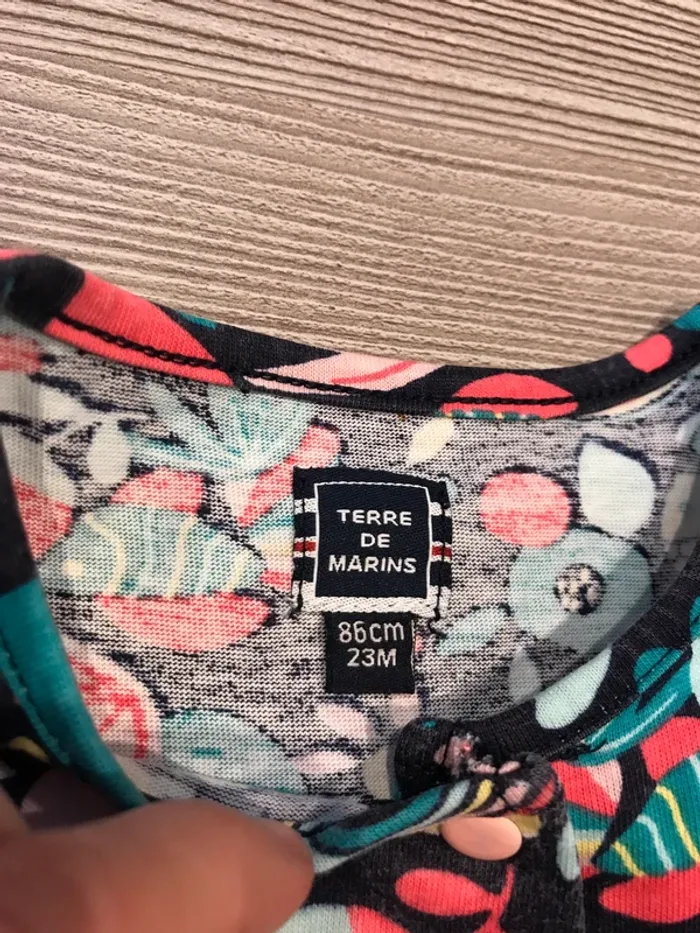 TERRE
DE
MARINS
86cm
23M